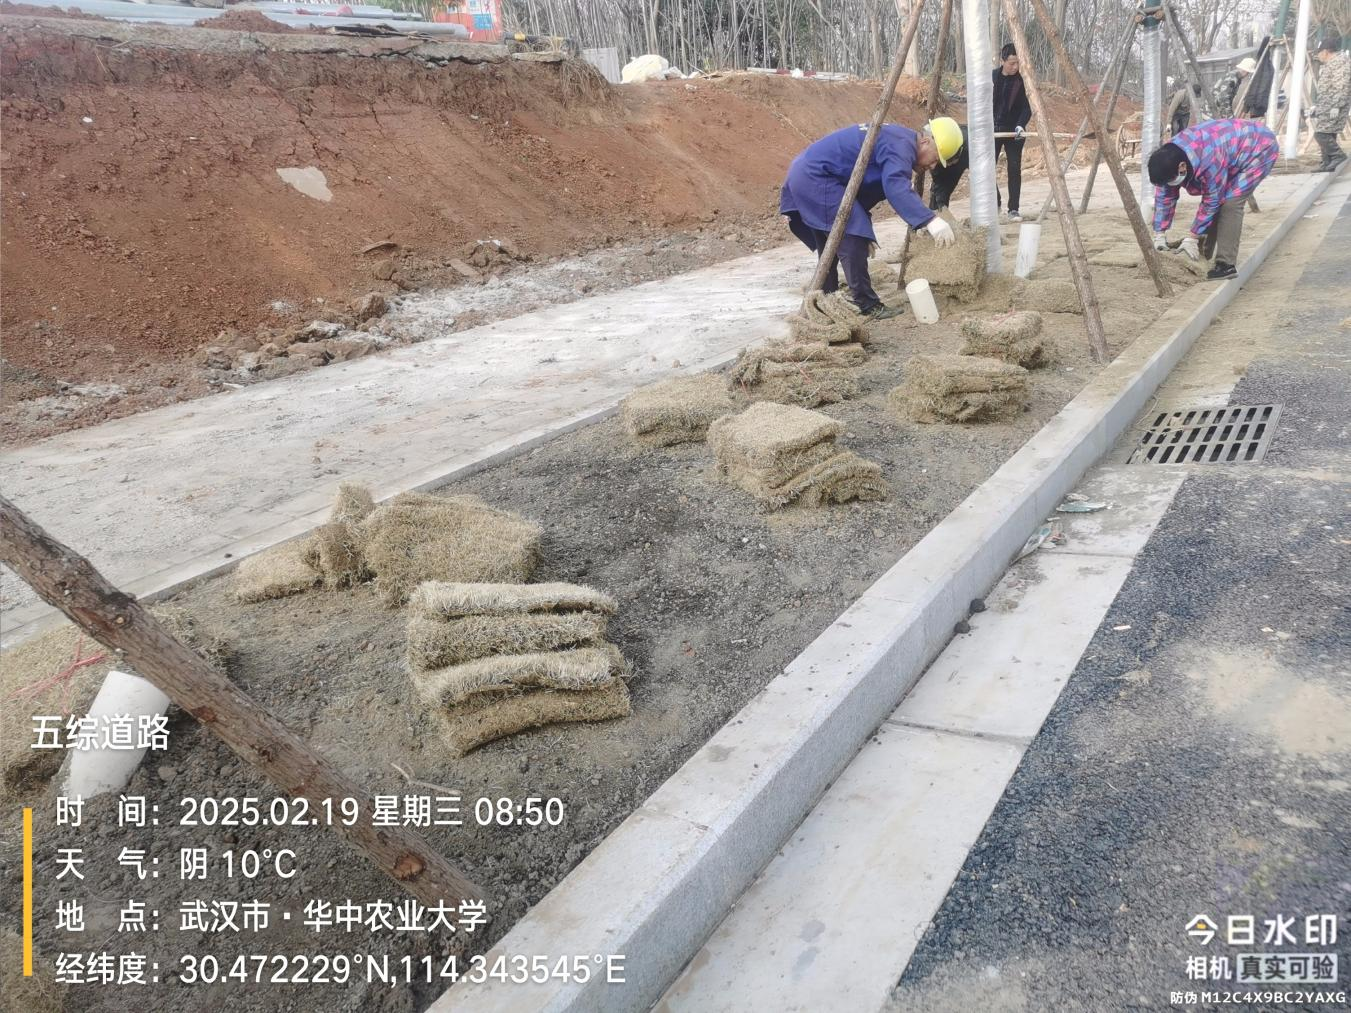 五综道路
时 间：2025.02.19 星期三 08:50
天 气：阴 10°C
地 点：武汉市·华中农业大学
经纬度：30.472229°N,114.343545°E
今日水印
相机 真实可验
防伪 M12C4X9BC2YAXG